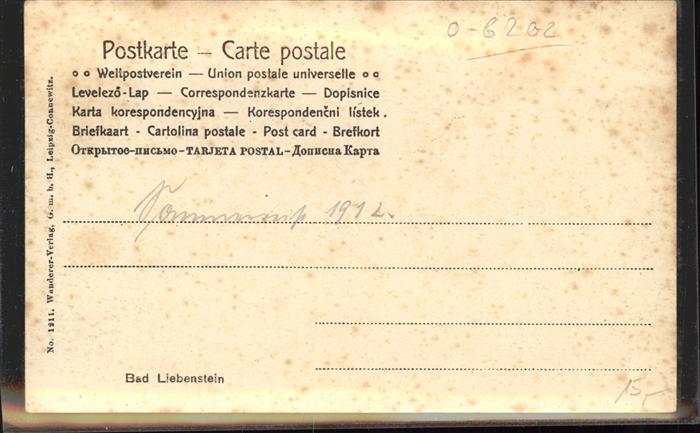 O-6202
Postkarte — Carte postale
Weltpostverein — Union postale universelle
Levelező-Lap — Correspondenzkarte — Dopisnice
Karta korespondencyjna — Korespondenční lístek.
Briefkaart - Cartolina postale - Post card - Brefkort
Открытое-письмо-TARJETA POSTAL-Дописна Карта
1912.
No. 1211. Wanderer-Verlag, G. m. b. H., Leipzig-Connewitz.
Bad Liebenstein
15,-